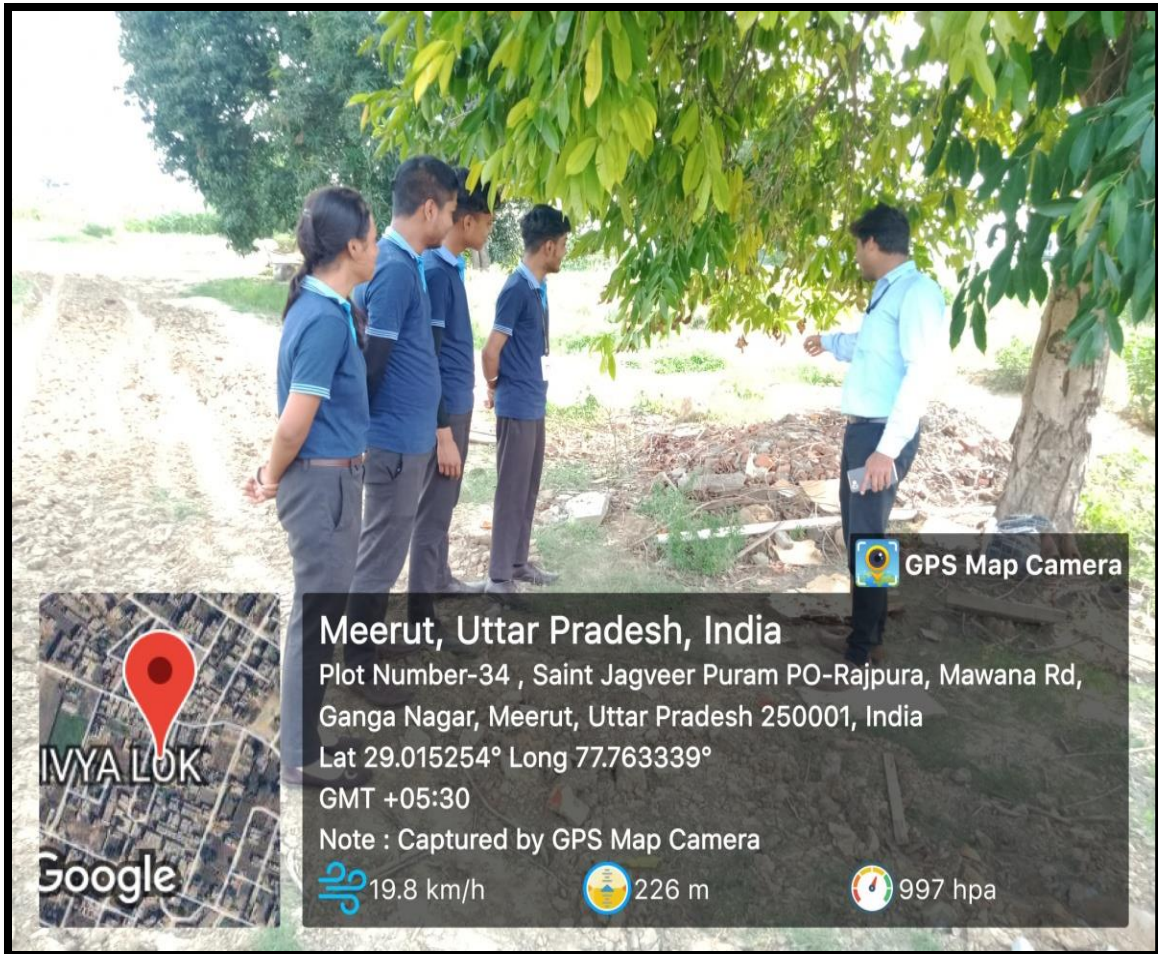 GPS Map Camera
Meerut, Uttar Pradesh, India
Plot Number-34 , Saint Jagveer Puram PO-Rajpura, Mawana Rd,
Ganga Nagar, Meerut, Uttar Pradesh 250001, India
Lat 29.015254° Long 77.763339°
GMT +05:30
Note : Captured by GPS Map Camera
19.8 km/h
226 m
997 hpa
IVYA LOK
Google